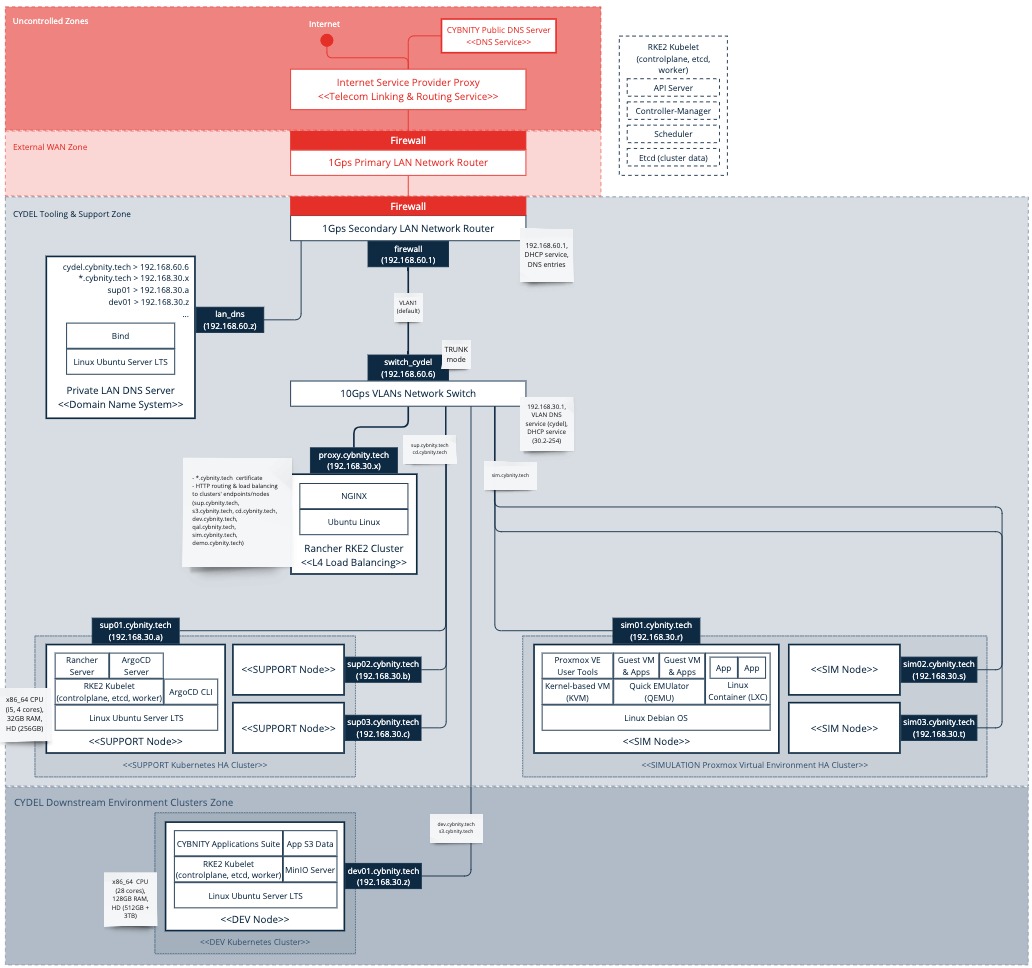 Uncontrolled Zones
Internet
CYBNITY Public DNS Server
<<DNS Service>>
Internet Service Provider Proxy
<<Telecom Linking & Routing Service>>
RKE2 Kubelet
(controlplane, etcd,
worker)
API Server
Controller-Manager
Scheduler
Etcd (cluster data)
External WAN Zone
Firewall
1Gps Primary LAN Network Router
CYDEL Tooling & Support Zone
Firewall
1Gps Secondary LAN Network Router
firewall
(192.168.60.1)
192.168.60.1,
DHCP service,
DNS entries
cydel.cybnity.tech > 192.168.60.6
*.cybnity.tech > 192.168.30.x
sup01 > 192.168.30.a
dev01 > 192.168.30.z
...
Bind
Linux Ubuntu Server LTS
Private LAN DNS Server
<<Domain Name System>>
lan_dns
(192.168.60.z)
VLAN1
(default)
TRUNK
mode
switch_cydel
(192.168.60.6)
10Gps VLANs Network Switch
192.168.30.1,
VLAN DNS
service (cydel),
DHCP service
(30.2-254)
sup.cybnity.tech
cd.cybnity.tech
sim.cybnity.tech
proxy.cybnity.tech
(192.168.30.x)
- *.cybnity.tech certificate
- HTTP routing & load balancing
to clusters' endpoints/nodes
(sup.cybnity.tech,
s3.cybnity.tech, cd.cybnity.tech,
dev.cybnity.tech,
qal.cybnity.tech,
sim.cybnity.tech,
demo.cybnity.tech)
NGINX
Ubuntu Linux
Rancher RKE2 Cluster
<<L4 Load Balancing>>
sup01.cybnity.tech
(192.168.30.a)
Rancher
Server
ArgoCD
Server
RKE2 Kubelet
(controlplane, etcd, worker)
ArgoCD CLI
Linux Ubuntu Server LTS
<<SUPPORT Node>>
x86_64 CPU
(i5, 4 cores),
32GB RAM,
HD (256GB)
<<SUPPORT Node>>
sup02.cybnity.tech
(192.168.30.b)
<<SUPPORT Node>>
sup03.cybnity.tech
(192.168.30.c)
<<SUPPORT Kubernetes HA Cluster>>
sim01.cybnity.tech
(192.168.30.r)
Proxmox VE
User Tools
Guest VM
& Apps
Guest VM
& Apps
App
App
Kernel-based VM
(KVM)
Quick EMUlator
(QEMU)
Linux
Container (LXC)
Linux Debian OS
<<SIM Node>>
<<SIM Node>>
sim02.cybnity.tech
(192.168.30.s)
<<SIM Node>>
sim03.cybnity.tech
(192.168.30.t)
<<SIMULATION Proxmox Virtual Environment HA Cluster>>
CYDEL Downstream Environment Clusters Zone
dev.cybnity.tech
s3.cybnity.tech
CYBNITY Applications Suite
App S3 Data
RKE2 Kubelet
(controlplane, etcd, worker)
MinIO Server
Linux Ubuntu Server LTS
<<DEV Node>>
dev01.cybnity.tech
(192.168.30.z)
x86_64 CPU
(28 cores),
128GB RAM,
HD (512GB +
3TB)
<<DEV Kubernetes Cluster>>